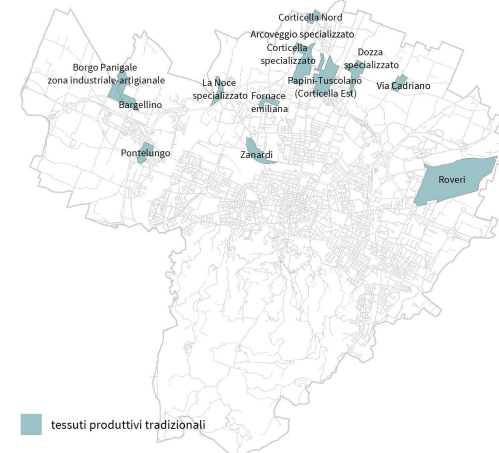 Corticella Nord
Arcoveggio specializzato
Corticella
specializzato
Dozza
specializzato
Borgo Panigale
zona industriale-artigianale
Bargellino
La Noce
specializzato
Fornace
emiliana
Papini-Tuscolano
(Corticella Est)
Via Cadriano
Pontelungo
Zanardi
Roveri
tessuti produttivi tradizionali